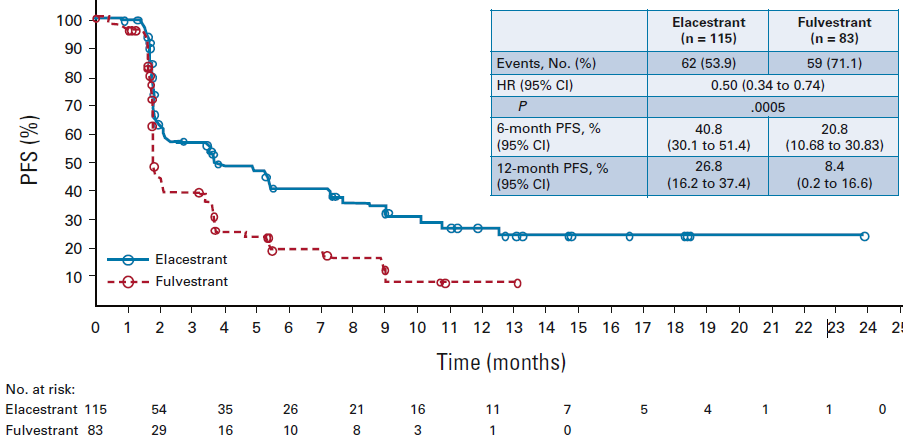 Elacestrant Fulvestrant
(n = 115) (n = 83)
Events, No. (%) 62 (53.9) 59 (71.1)
HR (95% CI) 0.50 (0.34 to 0.74)
P .0005
6-month PFS, % 40.8 20.8
(95% CI) (30.1 to 51.4) (10.68 to 30.83)
12-month PFS, % 26.8 8.4
(95% CI) (16.2 to 37.4) (0.2 to 16.6)
PFS (%)
100
90
80
70
60
50
40
30
20
10
Elacestrant
Fulvestrant
0 1 2 3 4 5 6 7 8 9 10 11 12 13 14 15 16 17 18 19 20 21 22 23 24
Time (months)
No. at risk:
Elacestrant 115 54 35 26 21 16 11 7 5 4 1 1 0
Fulvestrant 83 29 16 10 8 3 1 0